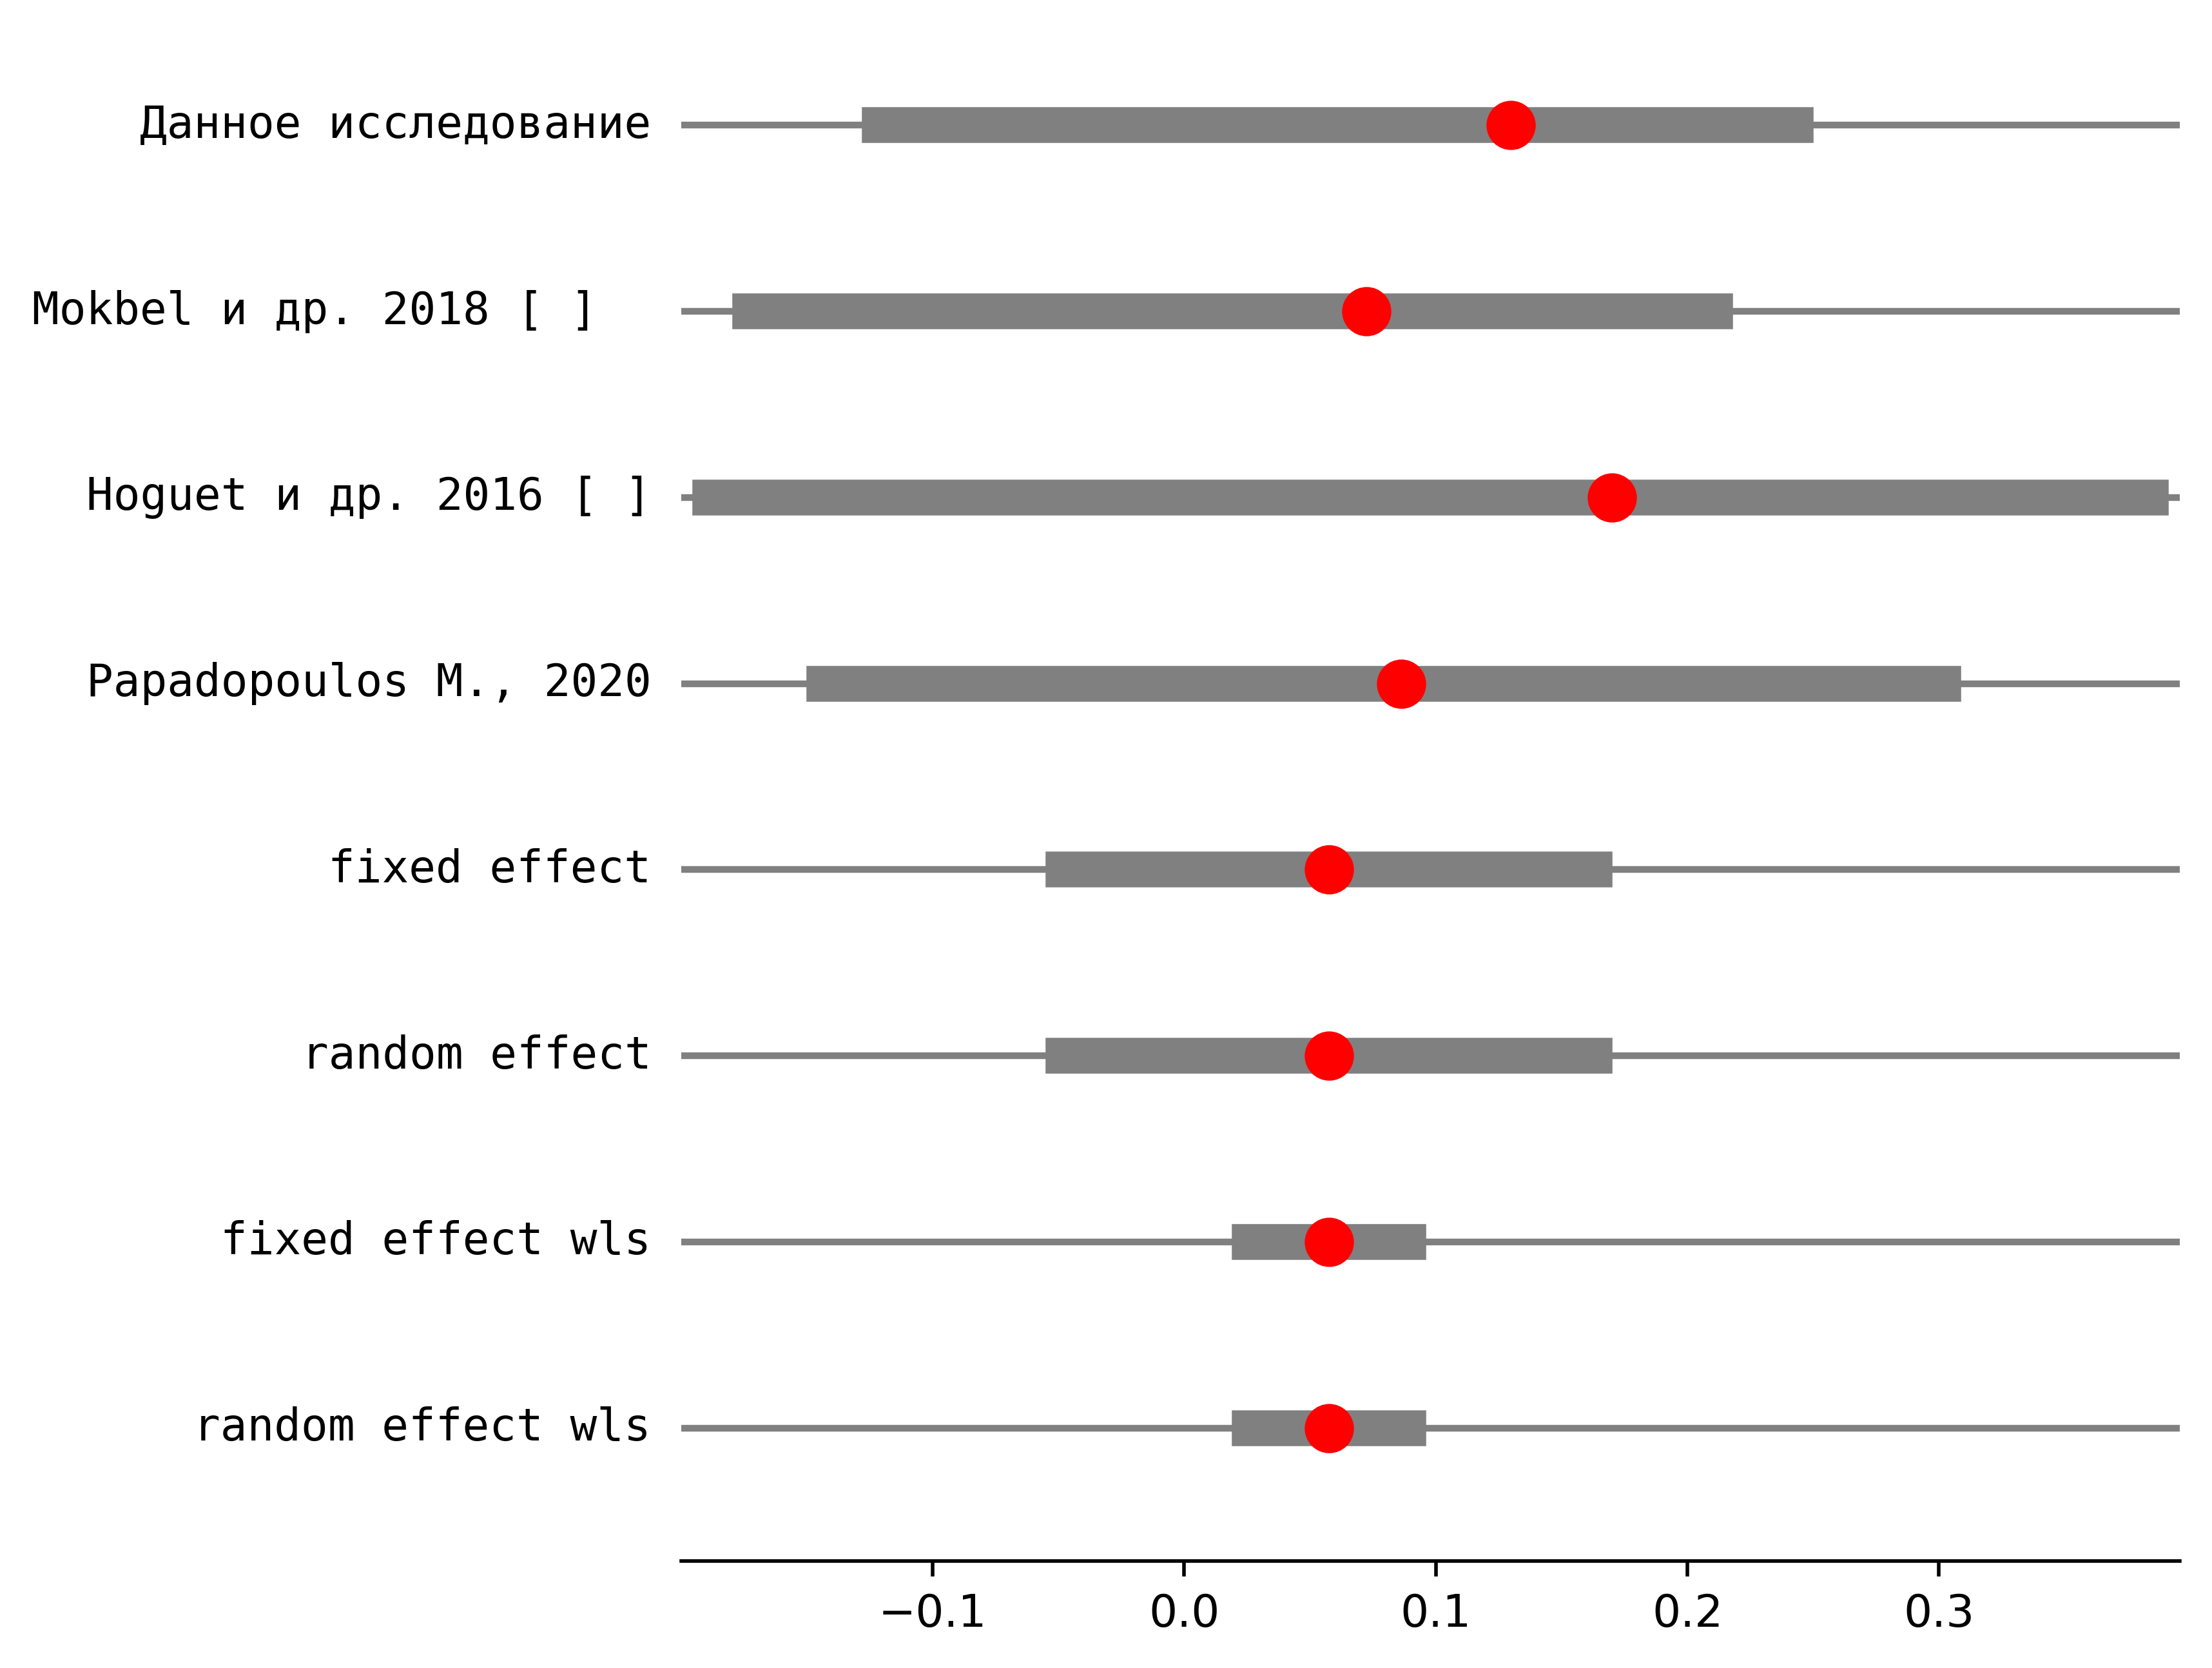 Данное исследование
Mokbel и др. 2018 [ ]
Hoguet и др. 2016 [ ]
Papadopoulos M., 2020
fixed effect
random effect
fixed effect wls
random effect wls
−0.1 0.0 0.1 0.2 0.3